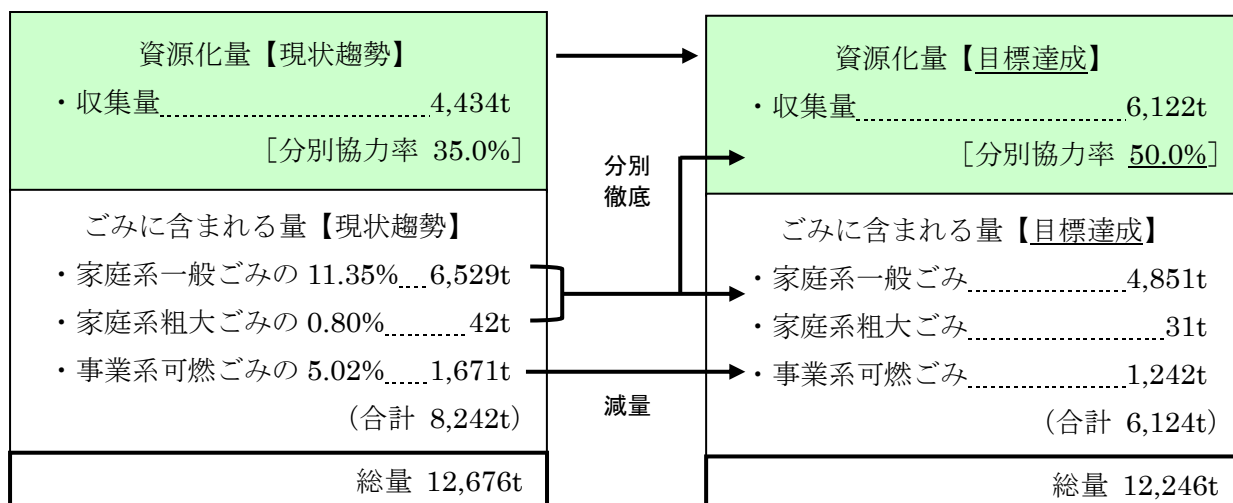 資源化量【現状趨勢】
・収集量 4,434t
［分別協力率 35.0%］
ごみに含まれる量【現状趨勢】
・家庭系一般ごみの 11.35% 6,529t
・家庭系粗大ごみの 0.80% 42t
・事業系可燃ごみの 5.02% 1,671t
（合計 8,242t）
総量 12,676t
分別
徹底
減量
資源化量【目標達成】
・収集量 6,122t
［分別協力率 50.0%］
ごみに含まれる量【目標達成】
・家庭系一般ごみ 4,851t
・家庭系粗大ごみ 31t
・事業系可燃ごみ 1,242t
（合計 6,124t）
総量 12,246t